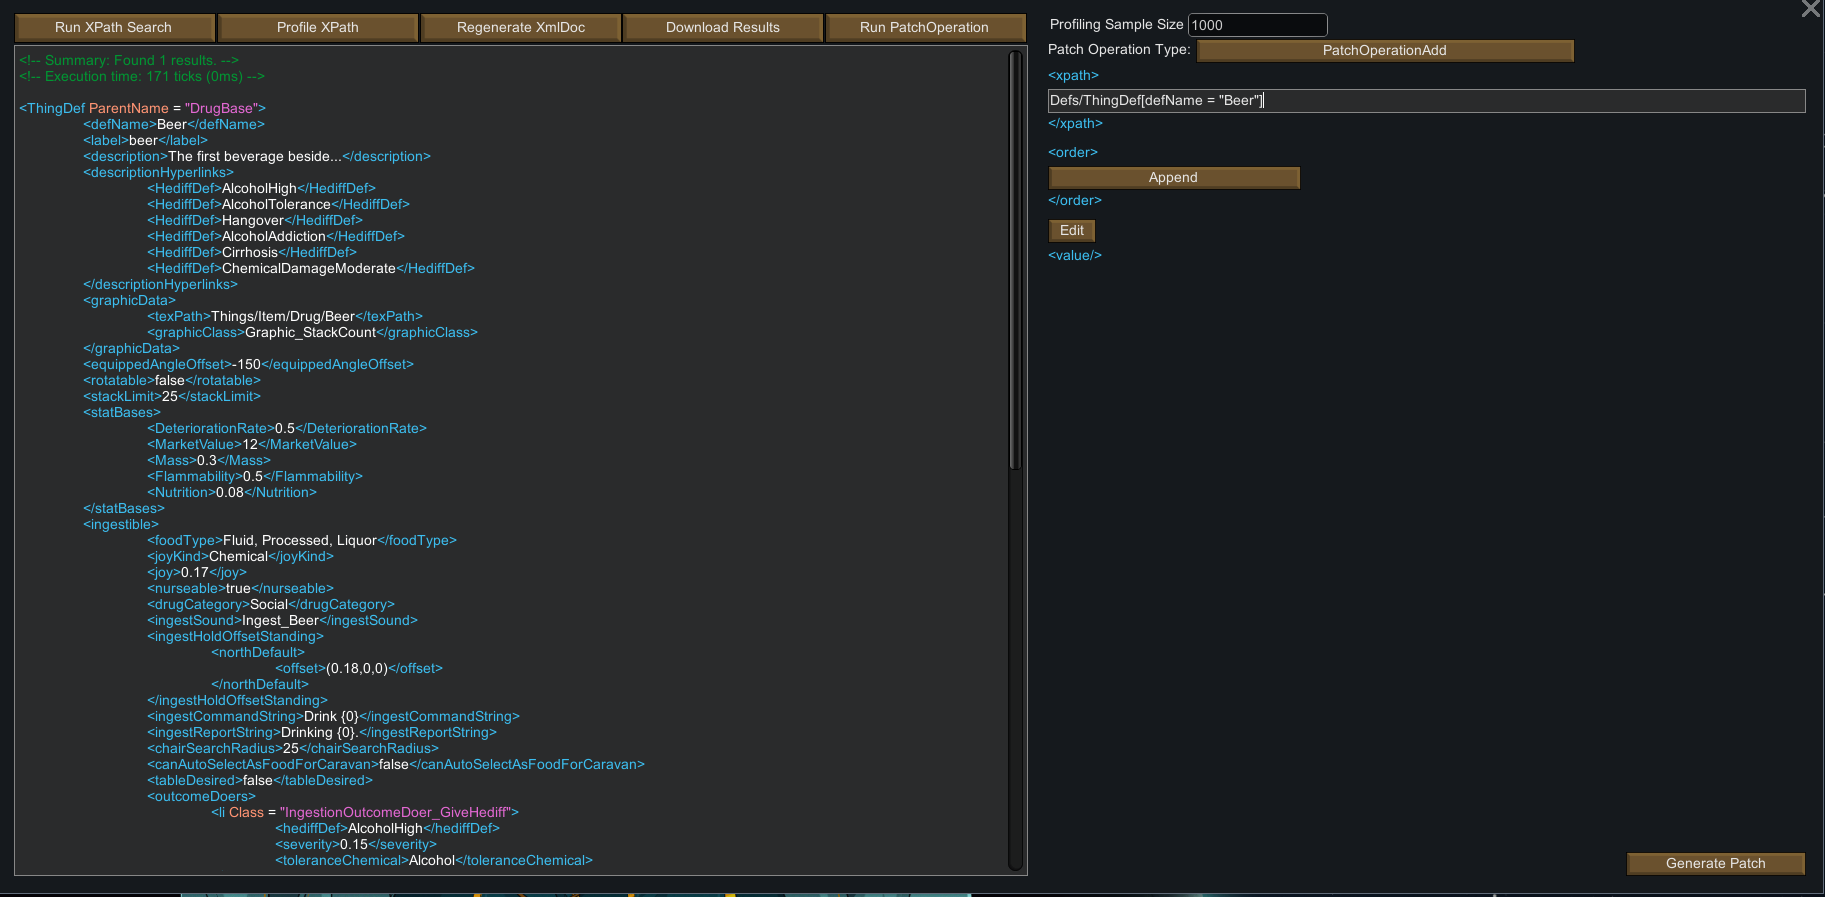 Run XPath Search
Profile XPath
Regenerate XmlDoc
Download Results
Run PatchOperation
<!-- Summary: Found 1 results. -->
<!-- Execution time: 171 ticks (0ms) -->
<ThingDef ParentName = "DrugBase">
<defName>Beer</defName>
<label>beer</label>
<description>The first beverage beside...</description>
<descriptionHyperlinks>
<HediffDef>AlcoholHigh</HediffDef>
<HediffDef>AlcoholTolerance</HediffDef>
<HediffDef>Hangover</HediffDef>
<HediffDef>AlcoholAddiction</HediffDef>
<HediffDef>Cirrhosis</HediffDef>
<HediffDef>ChemicalDamageModerate</HediffDef>
</descriptionHyperlinks>
<graphicData>
<texPath>Things/Item/Drug/Beer</texPath>
<graphicClass>Graphic_StackCount</graphicClass>
</graphicData>
<equippedAngleOffset>-150</equippedAngleOffset>
<rotatable>false</rotatable>
<stackLimit>25</stackLimit>
<statBases>
<DeteriorationRate>0.5</DeteriorationRate>
<MarketValue>12</MarketValue>
<Mass>0.3</Mass>
<Flammability>0.5</Flammability>
<Nutrition>0.08</Nutrition>
</statBases>
<ingestible>
<foodType>Fluid, Processed, Liquor</foodType>
<joyKind>Chemical</joyKind>
<joy>0.17</joy>
<nurseable>true</nurseable>
<drugCategory>Social</drugCategory>
<ingestSound>Ingest_Beer</ingestSound>
<ingestHoldOffsetStanding>
<northDefault>
<offset>(0.18,0,0)</offset>
</northDefault>
</ingestHoldOffsetStanding>
<ingestCommandString>Drink {0}</ingestCommandString>
<ingestReportString>Drinking {0}.</ingestReportString>
<chairSearchRadius>25</chairSearchRadius>
<canAutoSelectAsFoodForCaravan>false</canAutoSelectAsFoodForCaravan>
<tableDesired>false</tableDesired>
<outcomeDoers>
<li Class = "IngestionOutcomeDoer_GiveHediff">
<hediffDef>AlcoholHigh</hediffDef>
<severity>0.15</severity>
<toleranceChemical>Alcohol</toleranceChemical>
Profiling Sample Size 1000
Patch Operation Type: PatchOperationAdd
<xpath>
Defs/ThingDef[defName = "Beer"]
</xpath>
<order>
Append
</order>
Edit
<value/>
Generate Patch